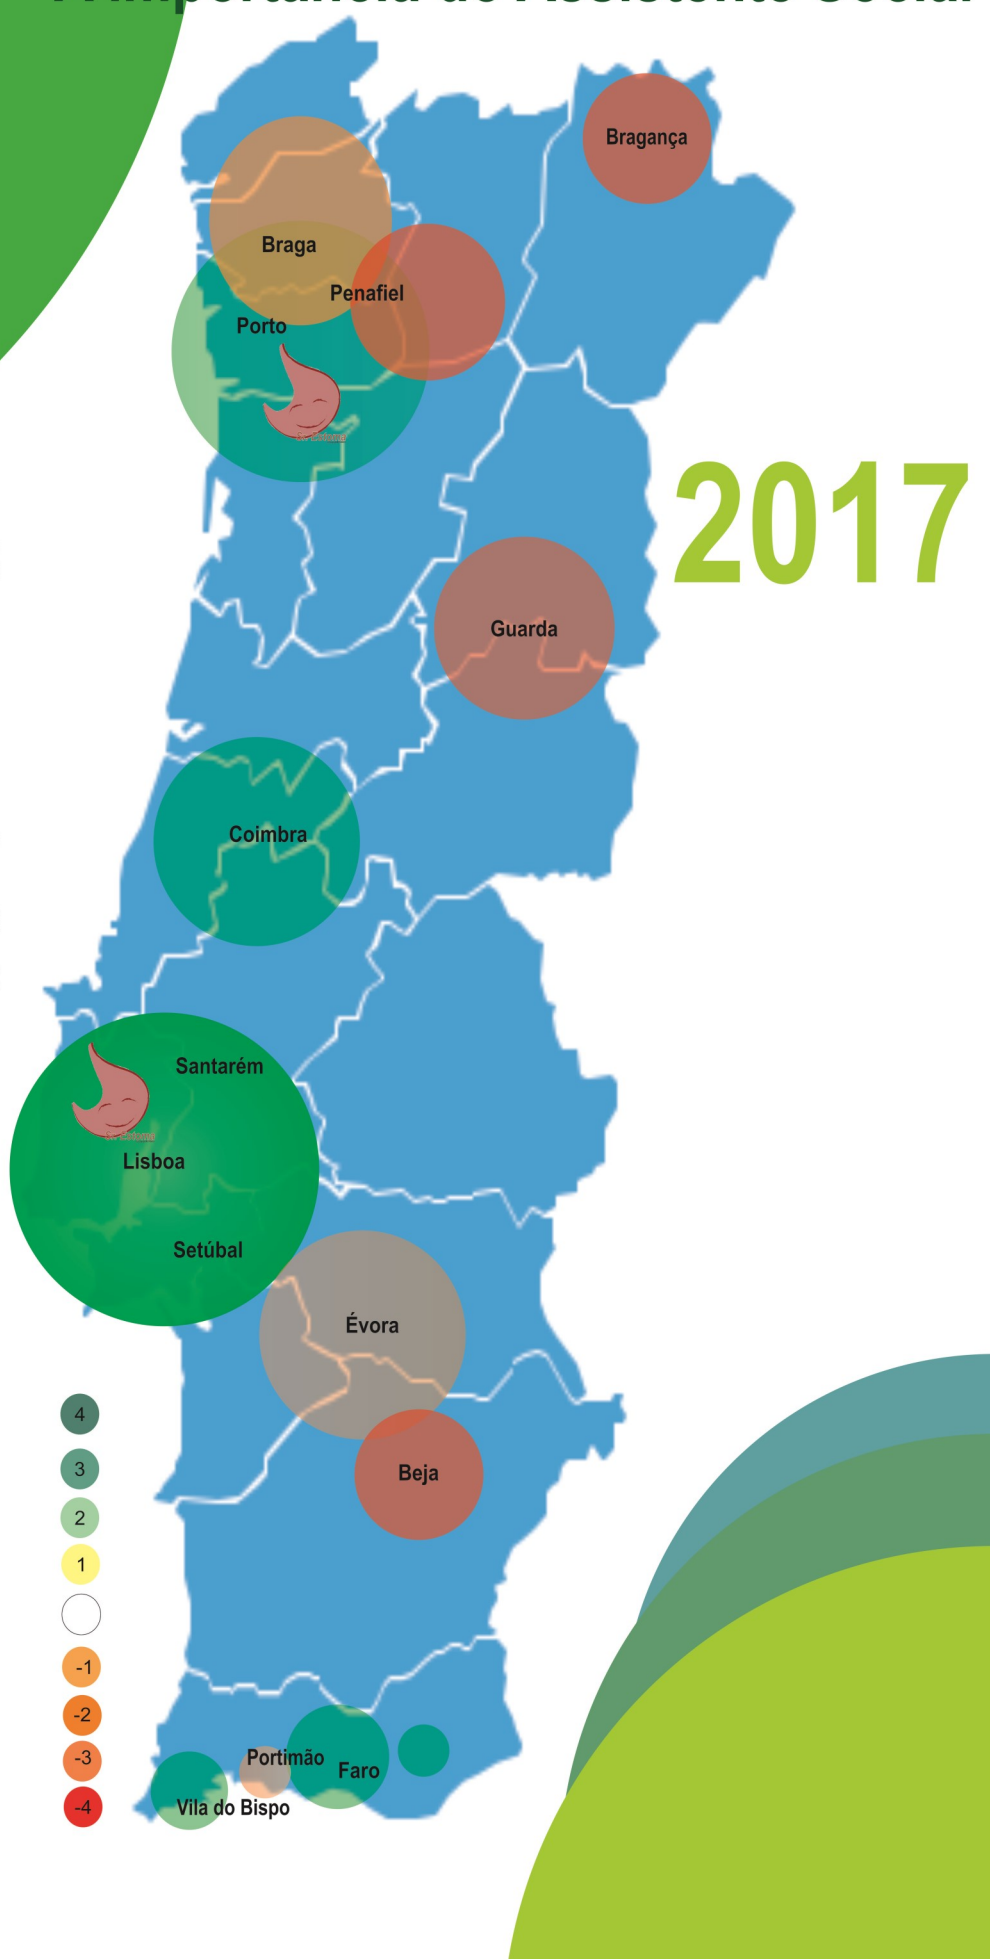 Bragança
Braga
Penafiel
Porto
2017
Guarda
Coimbra
Santarém
Lisboa
Setúbal
Évora
Beja
4
3
2
1
-1
-2
-3
-4
Portimão
Faro
Vila do Bispo